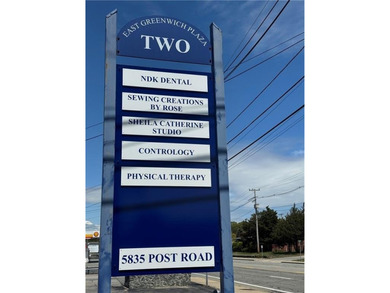 EAST GREENWICH PLAZA
TWO
NDK DENTAL
SEWING CREATIONS
BY ROSE
SHEILA CATHERINE
STUDIO
CONTROLOGY
PHYSICAL THERAPY
5835 POST ROAD